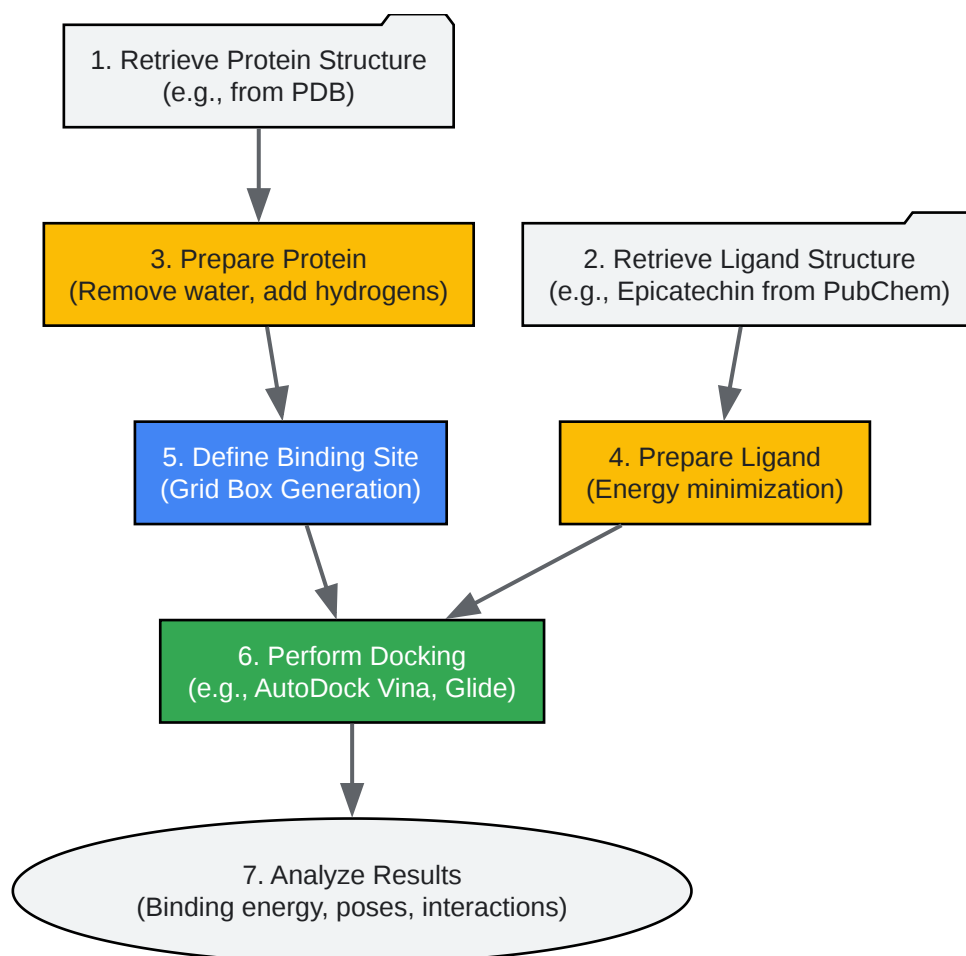 1. Retrieve Protein Structure
(e.g., from PDB)
3. Prepare Protein
(Remove water, add hydrogens)
2. Retrieve Ligand Structure
(e.g., Epicatechin from PubChem)
5. Define Binding Site
(Grid Box Generation)
4. Prepare Ligand
(Energy minimization)
6. Perform Docking
(e.g., AutoDock Vina, Glide)
7. Analyze Results
(Binding energy, poses, interactions)